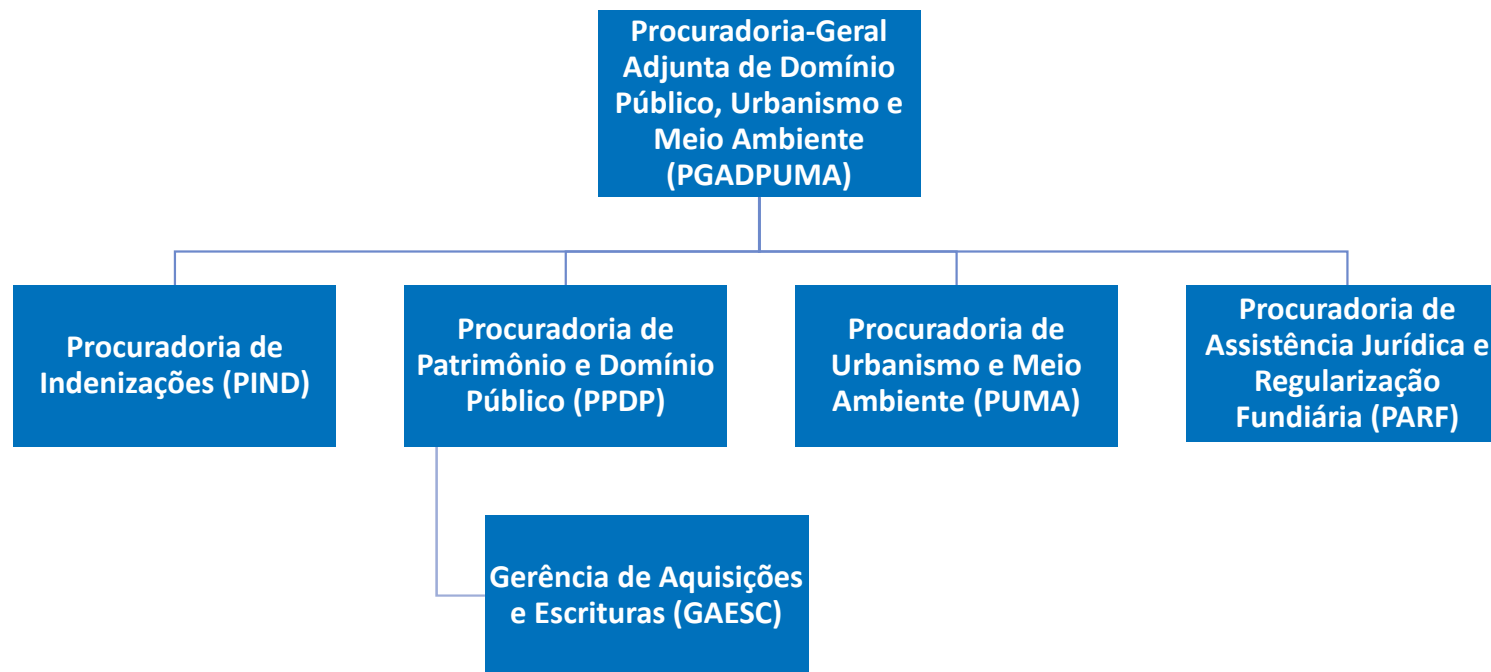 Procuradoria-Geral
Adjunta de Domínio
Público, Urbanismo e
Meio Ambiente
(PGADPUMA)
Procuradoria de
Indenizações (PIND)
Procuradoria de
Patrimônio e Domínio
Público (PPDP)
Procuradoria de
Urbanismo e Meio
Ambiente (PUMA)
Procuradoria de
Assistência Jurídica e
Regularização
Fundiária (PARF)
Gerência de Aquisições
e Escrituras (GAESC)